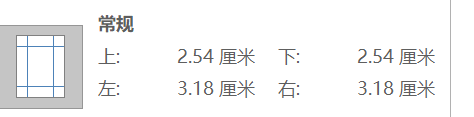 常规
上: 2.54 厘米 下: 2.54 厘米
左: 3.18 厘米 右: 3.18 厘米